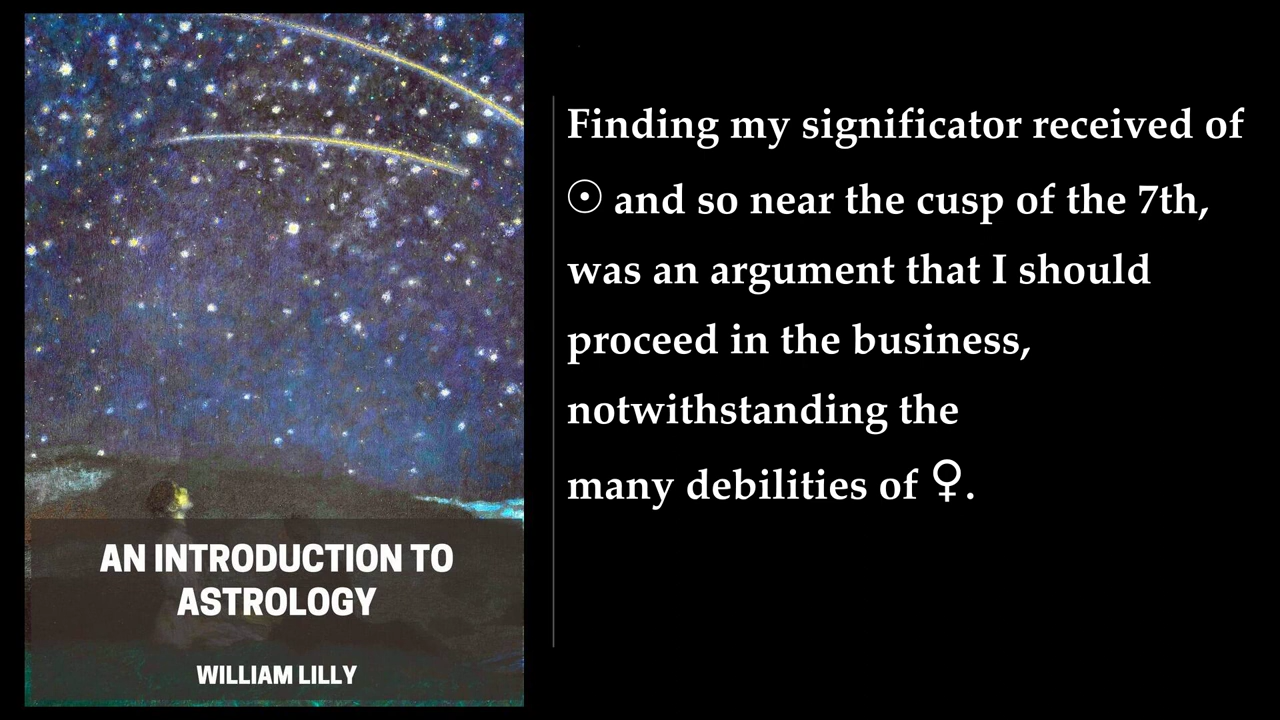 AN INTRODUCTION TO
ASTROLOGY
WILLIAM LILLY
Finding my significator received of
☉ and so near the cusp of the 7th,
was an argument that I should
proceed in the business,
notwithstanding the
many debilities of ♀.